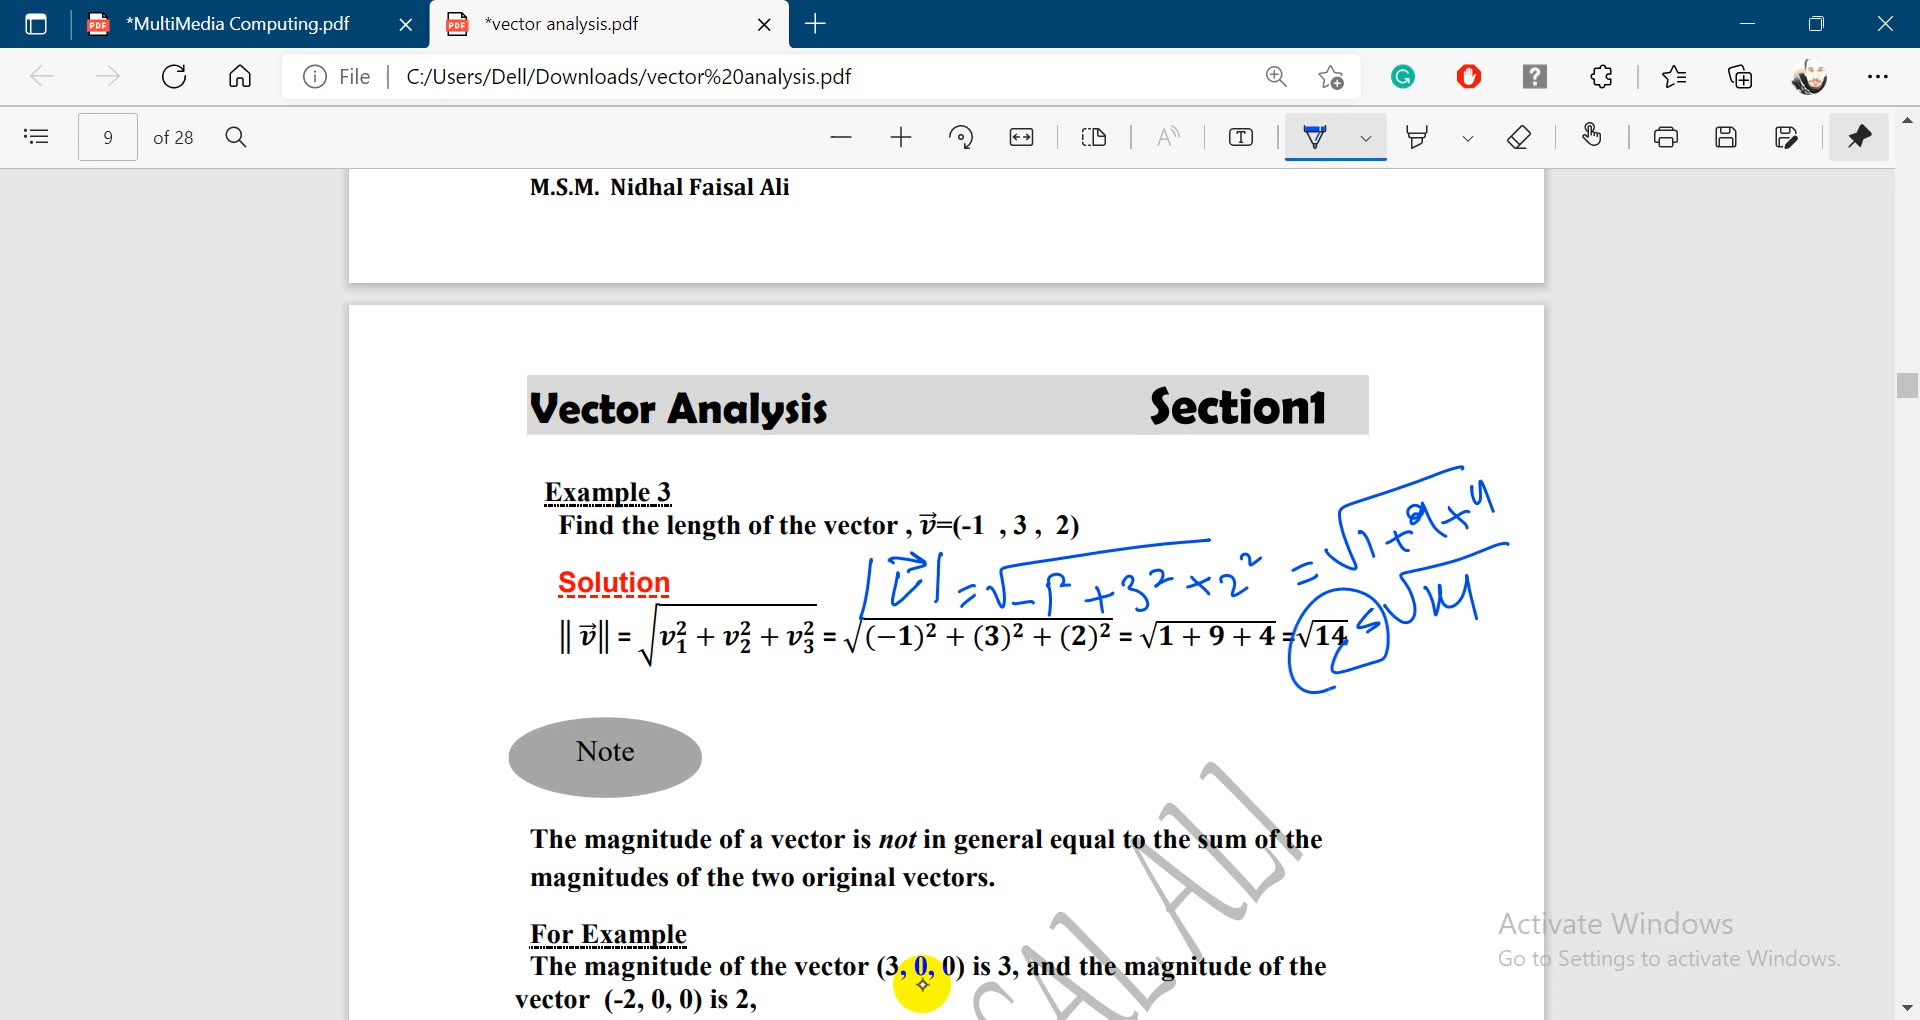 *MultiMedia Computing.pdf
*vector analysis.pdf
File
C:/Users/Dell/Downloads/vector%20analysis.pdf
9 of 28
M.S.M. Nidhal Faisal Ali
Vector Analysis Section1
Example 3
Find the length of the vector , v⃗=(-1 , 3 , 2)
= √1+9+4
|v⃗| = √-1² + 3² + 2²
= √14
Solution
‖ v⃗‖ = √v₁² + v₂² + v₃² = √(−1)² + (3)² + (2)² = √1 + 9 + 4 =√14
Note
The magnitude of a vector is not in general equal to the sum of the
magnitudes of the two original vectors.
For Example
The magnitude of the vector (3, 0, 0) is 3, and the magnitude of the
vector (-2, 0, 0) is 2,
Activate Windows
Go to Settings to activate Windows.